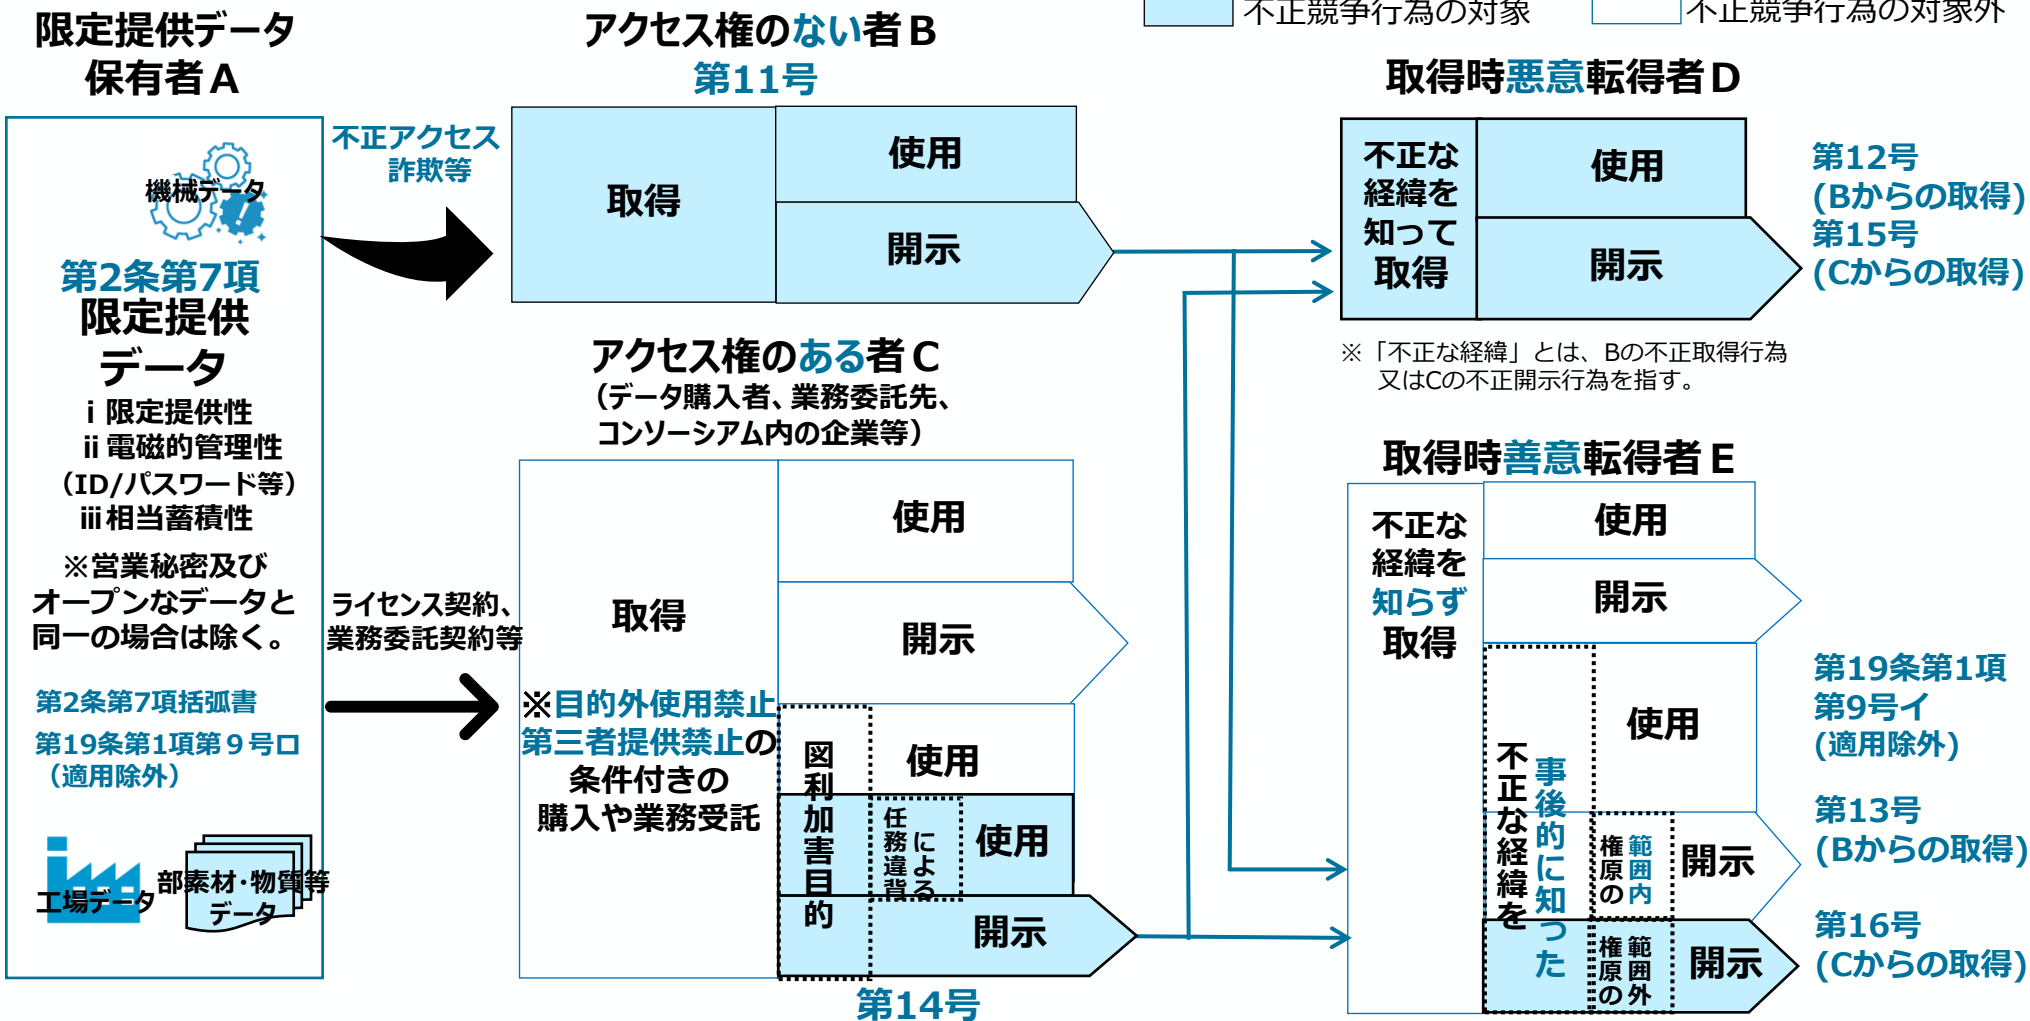 不正競争行為の対象
不正競争行為の対象外
限定提供データ
保有者A
機械データ
第2条第7項
限定提供
データ
ⅰ 限定提供性
ⅱ 電磁的管理性
（ID/パスワード等）
ⅲ 相当蓄積性
※営業秘密及び
オープンなデータと
同一の場合は除く。
第2条第7項括弧書
第19条第1項第９号ロ
（適用除外）
工場データ
部素材・物質等
データ
不正アクセス
詐欺等
ライセンス契約、
業務委託契約等
アクセス権のない者B
第11号
取得
使用
開示
アクセス権のある者C
（データ購入者、業務委託先、
コンソーシアム内の企業等）
取得
※目的外使用禁止
第三者提供禁止の
条件付きの
購入や業務受託
使用
開示
図利加害目的
使用
任務違背
による
使用
開示
第14号
取得時悪意転得者D
不正な
経緯を
知って
取得
使用
開示
第12号
(Bからの取得)
第15号
(Cからの取得)
※「不正な経緯」とは、Bの不正取得行為
又はCの不正開示行為を指す。
取得時善意転得者E
不正な
経緯を
知らず
取得
使用
開示
不正な経緯を
事後的に知った
使用
権原の
範囲内
開示
権原の
範囲外
開示
第19条第1項
第9号イ
(適用除外)
第13号
(Bからの取得)
第16号
(Cからの取得)